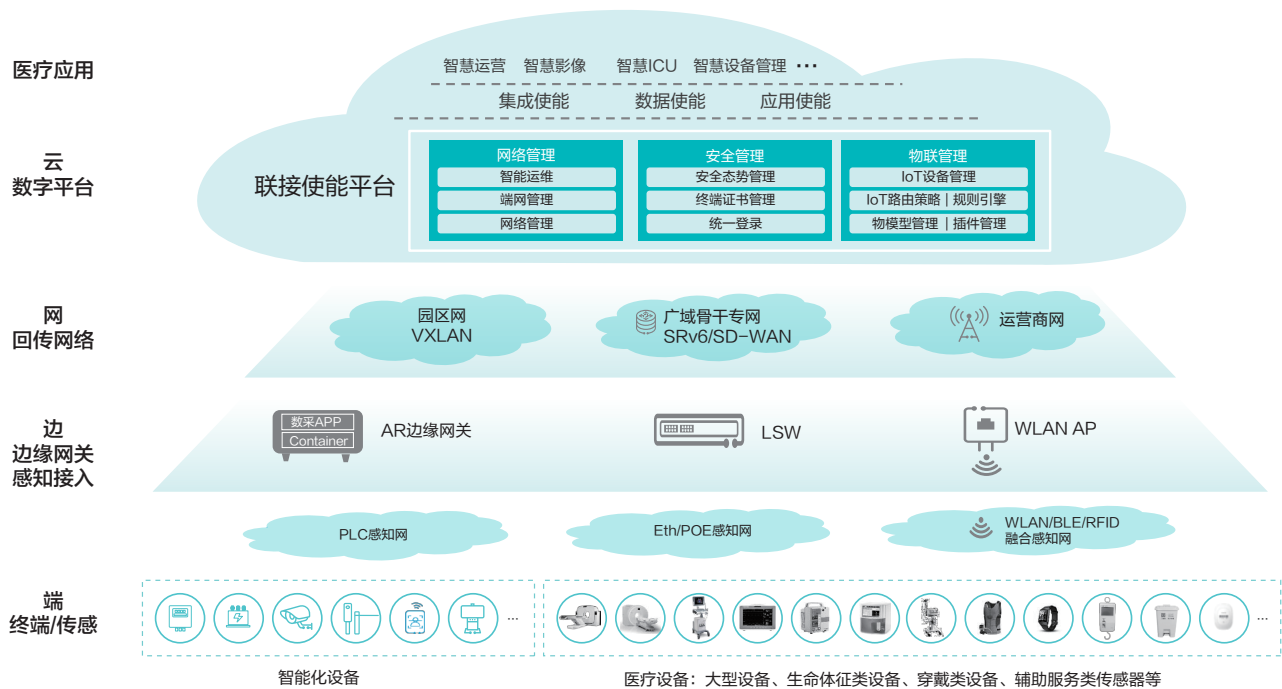 医疗应用
智慧运营 智慧影像 智慧ICU 智慧设备管理 ···
集成使能 数据使能 应用使能
云
数字平台
联接使能平台
网络管理
智能运维
端网管理
网络管理
安全管理
安全态势管理
终端证书管理
统一登录
物联管理
IoT设备管理
IoT路由策略｜规则引擎
物模型管理｜插件管理
网
回传网络
园区网
VXLAN
广域骨干专网
SRv6/SD-WAN
运营商网
边
边缘网关
感知接入
数采APP
Container
AR边缘网关
LSW
WLAN AP
PLC感知网
Eth/POE感知网
WLAN/BLE/RFID
融合感知网
端
终端/传感
...
...
智能化设备
医疗设备：大型设备、生命体征类设备、穿戴类设备、辅助服务类传感器等